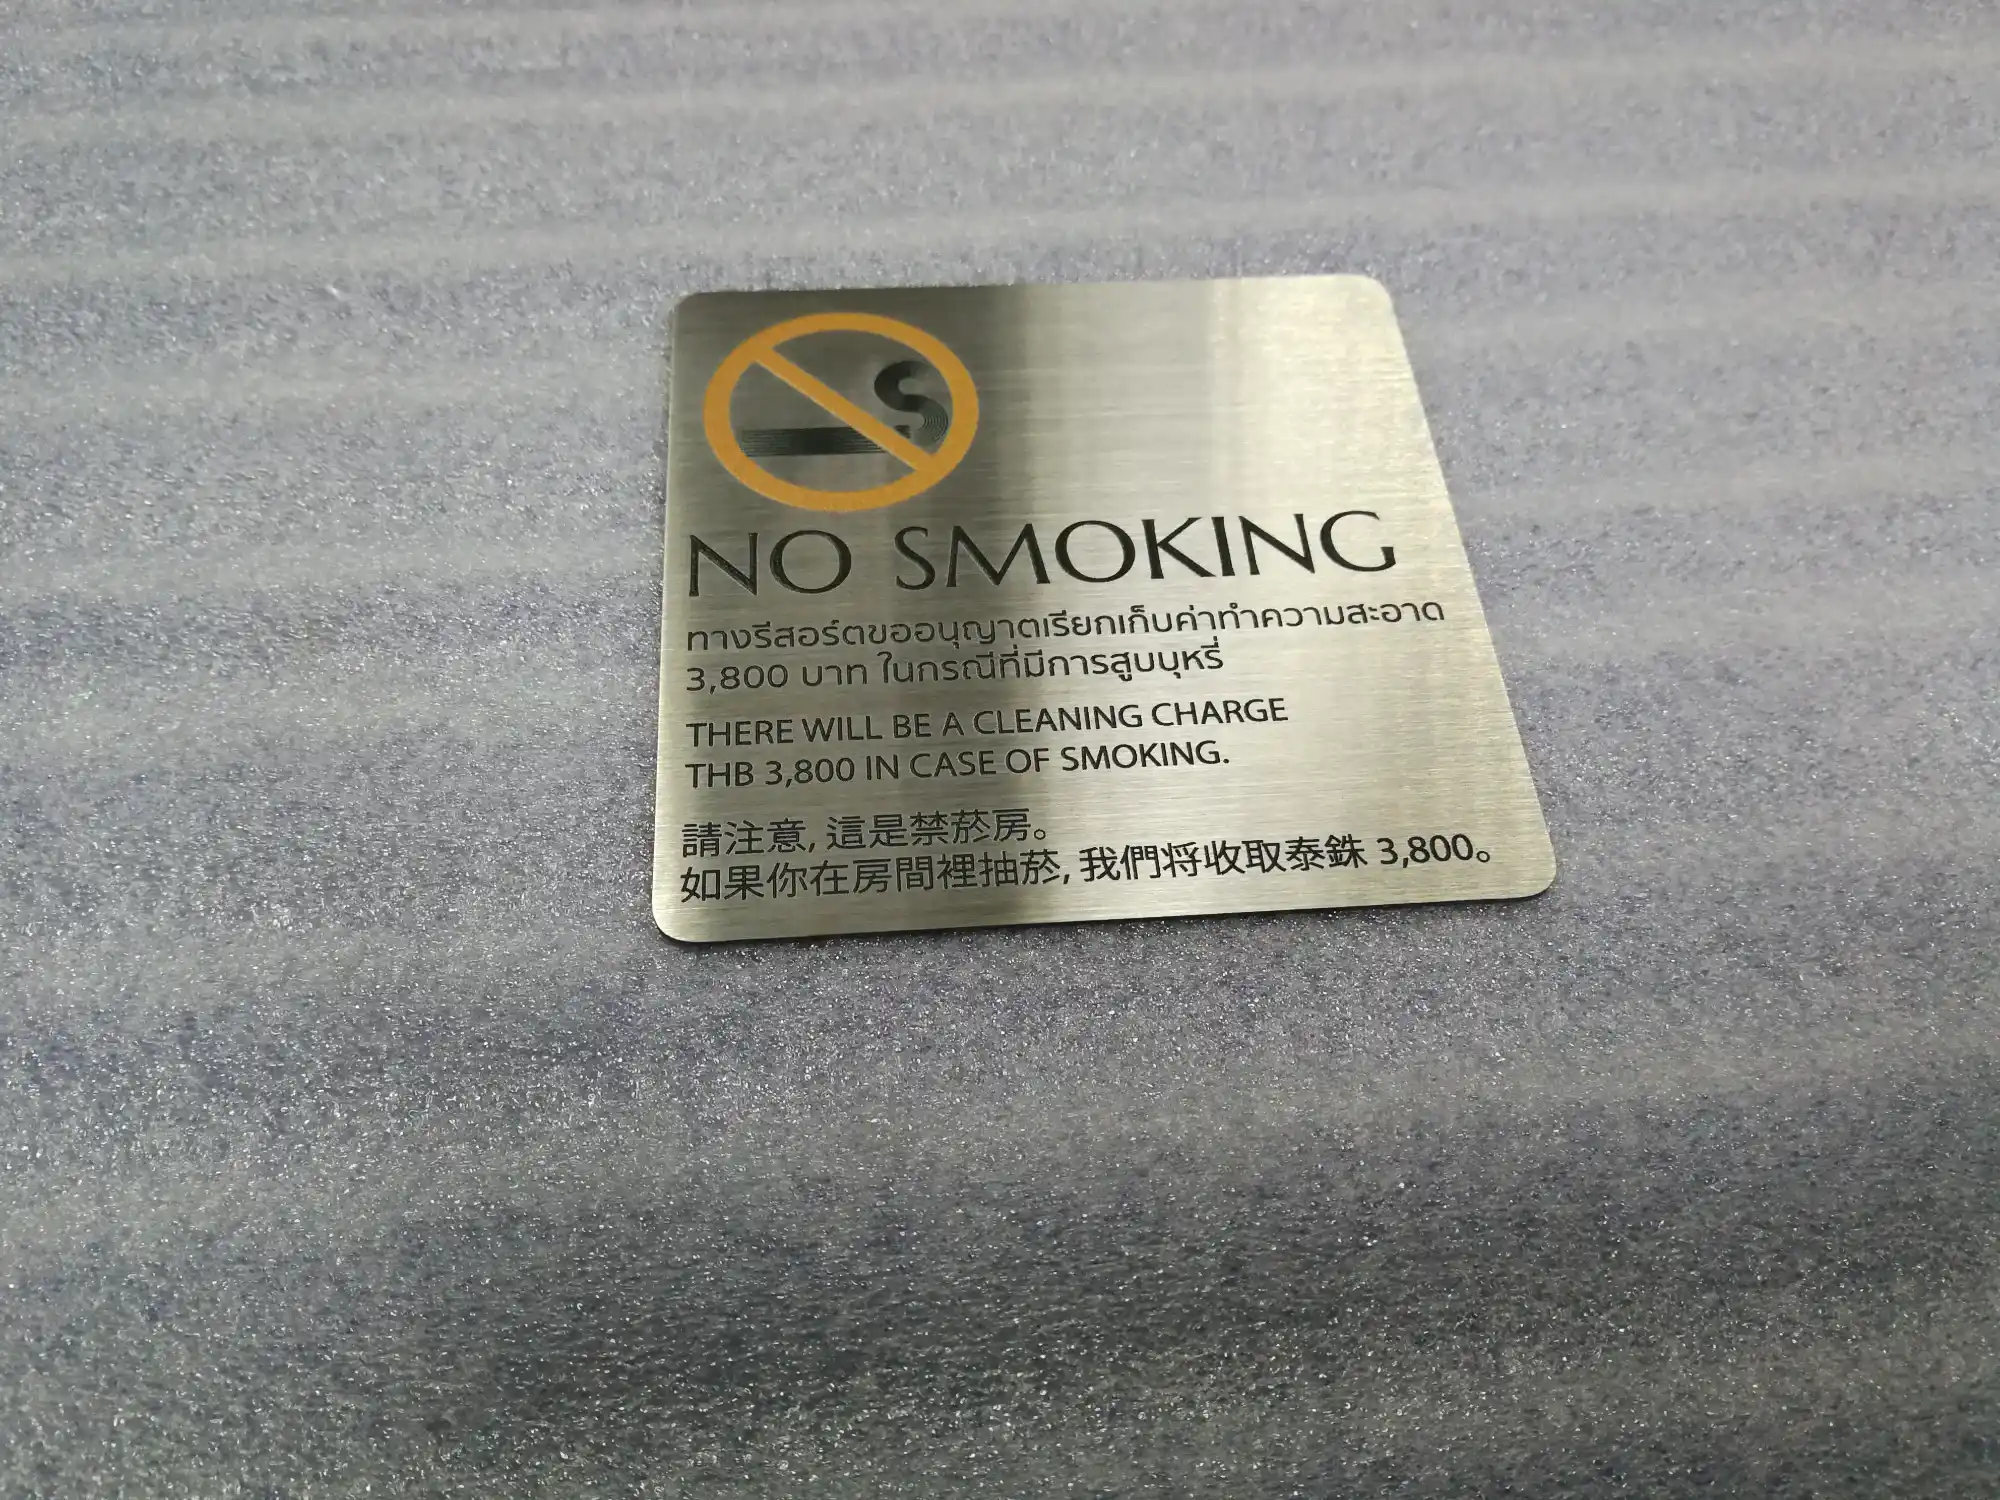 NO SMOKING
ทางรีสอร์ตขออนุญาตเรียกเก็บค่าทำความสะอาด
3,800 บาท ในกรณีที่มีการสูบบุหรี่
THERE WILL BE A CLEANING CHARGE
THB 3,800 IN CASE OF SMOKING.
請注意, 這是禁菸房。
如果你在房間裡抽菸, 我們将收取泰銖 3,800。